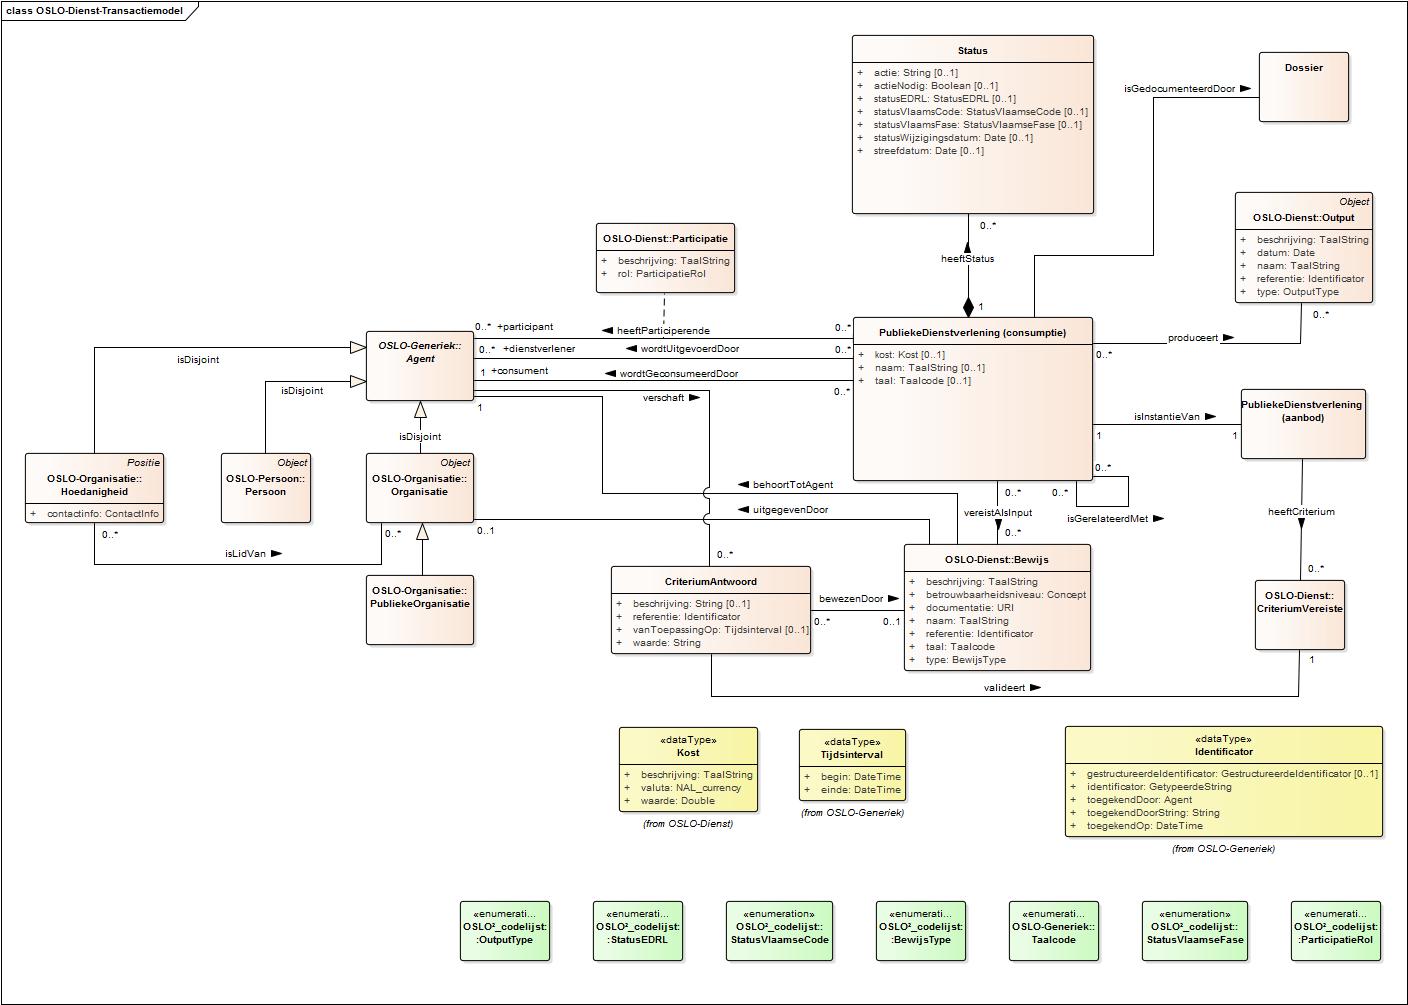 class OSLO-Dienst-Transactiemodel
Status
+ actie: String [0..1]
+ actieNodig: Boolean [0..1]
+ statusEDRL: StatusEDRL [0..1]
+ statusVlaamsCode: StatusVlaamseCode [0..1]
+ statusVlaamsFase: StatusVlaamseFase [0..1]
+ statusWijzigingsdatum: Date [0..1]
+ streefdatum: Date [0..1]
Dossier
isGedocumenteerdDoor
Object
OSLO-Dienst::Output
+ beschrijving: TaalString
+ datum: Date
+ naam: TaalString
+ referentie: Identificator
+ type: OutputType
0..*
OSLO-Dienst::Participatie
+ beschrijving: TaalString
+ rol: ParticipatieRol
0..*
heeftStatus
1
OSLO-Generiek::
Agent
0..* +participant
heeftParticiperende
0..*
0..* +dienstverlener
wordtUitgevoerdDoor
0..*
1 +consument
wordtGeconsumeerdDoor
0..*
verschaft
1
PubliekeDienstverlening (consumptie)
+ kost: Kost [0..1]
+ naam: TaalString [0..1]
+ taal: Taalcode [0..1]
produceert
0..*
isInstantieVan
1
1
PubliekeDienstverlening
(aanbod)
isDisjoint
isDisjoint
isDisjoint
Positie
OSLO-Organisatie::
Hoedanigheid
+ contactinfo: ContactInfo
Object
OSLO-Persoon::
Persoon
Object
OSLO-Organisatie::
Organisatie
0..*
isLidVan
0..*
0..1
behoortTotAgent
uitgegevenDoor
0..*
vereistAlsInput
0..*
0..*
0..*
isGerelateerdMet
heeftCriterium
0..*
OSLO-Organisatie::
PubliekeOrganisatie
0..*
CriteriumAntwoord
+ beschrijving: String [0..1]
+ referentie: Identificator
+ vanToepassingOp: Tijdsinterval [0..1]
+ waarde: String
bewezenDoor
0..*
0..1
OSLO-Dienst::Bewijs
+ beschrijving: TaalString
+ betrouwbaarheidsniveau: Concept
+ documentatie: URI
+ naam: TaalString
+ referentie: Identificator
+ taal: Taalcode
+ type: BewijsType
OSLO-Dienst::
CriteriumVereiste
1
valideert
«dataType»
Kost
+ beschrijving: TaalString
+ valuta: NAL_currency
+ waarde: Double
(from OSLO-Dienst)
«dataType»
Tijdsinterval
+ begin: DateTime
+ einde: DateTime
(from OSLO-Generiek)
«dataType»
Identificator
+ gestructureerdeIdentificator: GestructureerdeIdentificator [0..1]
+ identificator: GetypeerdeString
+ toegekendDoor: Agent
+ toegekendDoorString: String
+ toegekendOp: DateTime
(from OSLO-Generiek)
«enumerati...
OSLO²_codelijst:
:OutputType
«enumerati...
OSLO²_codelijst:
:StatusEDRL
«enumeration»
OSLO²_codelijst::
StatusVlaamseCode
«enumerati...
OSLO²_codelijst:
:BewijsType
«enumerati...
OSLO-Generiek::
Taalcode
«enumeration»
OSLO²_codelijst::
StatusVlaamseFase
«enumerati...
OSLO²_codelijst:
:ParticipatieRol